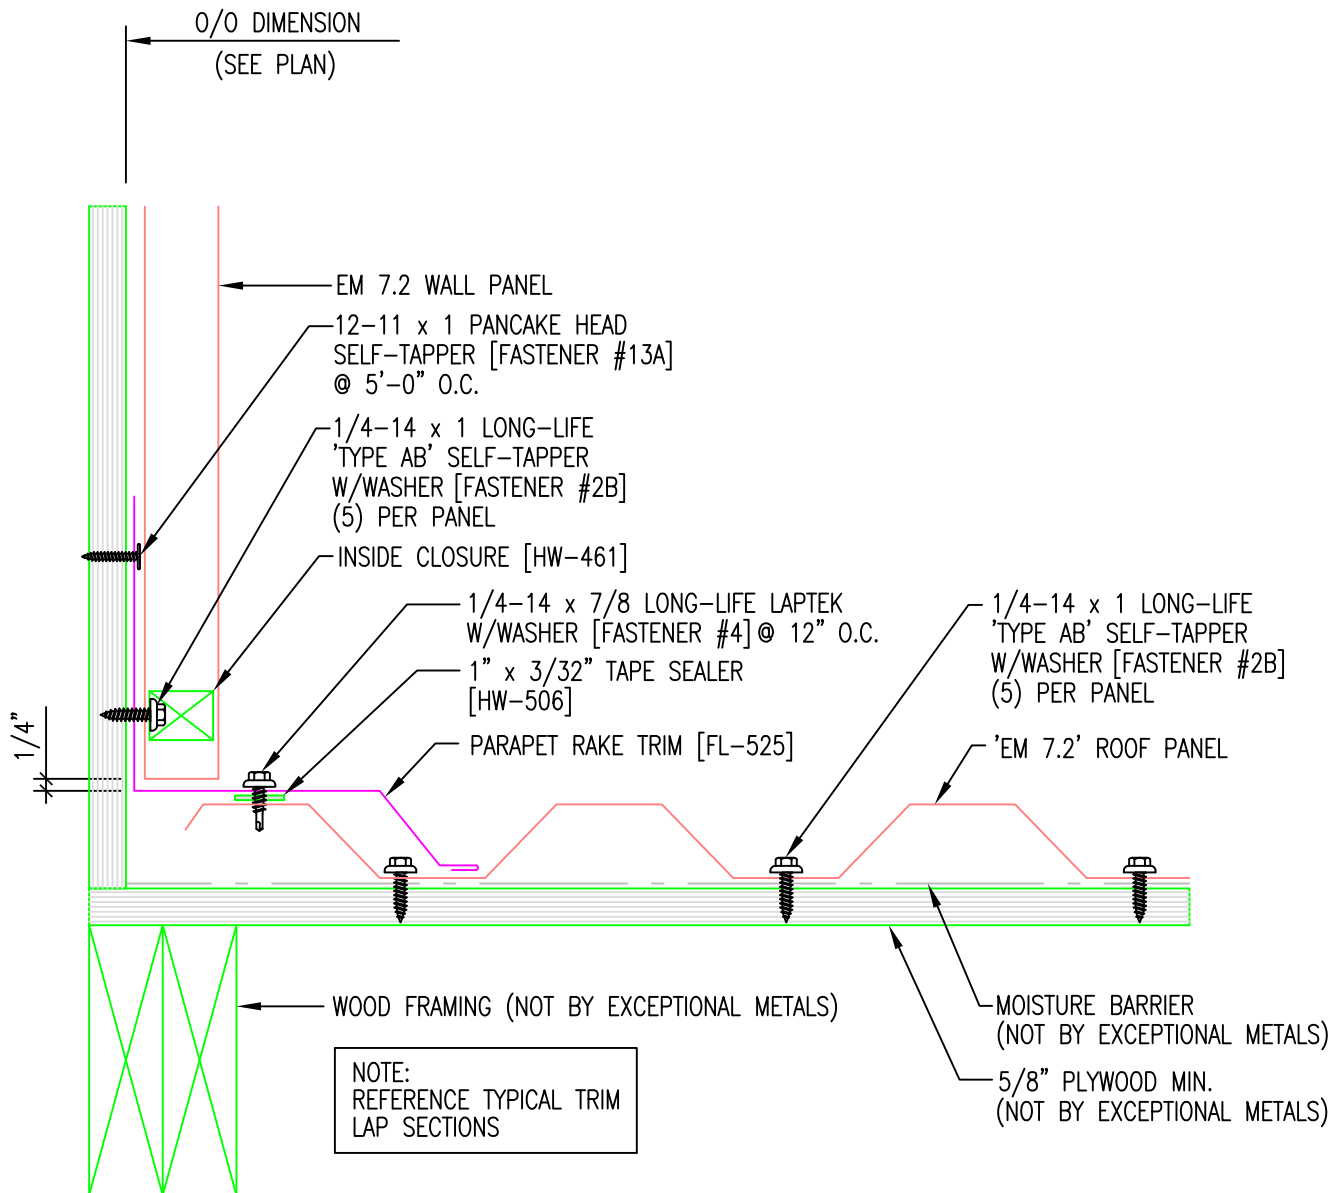 O/O DIMENSION
(SEE PLAN)
EM 7.2 WALL PANEL
12-11 x 1 PANCAKE HEAD
SELF-TAPPER [FASTENER #13A]
@ 5'-0" O.C.
1/4-14 x 1 LONG-LIFE
'TYPE AB' SELF-TAPPER
W/WASHER [FASTENER #2B]
(5) PER PANEL
INSIDE CLOSURE [HW-461]
1/4-14 x 7/8 LONG-LIFE LAPTEK
W/WASHER [FASTENER #4] @ 12" O.C.
1" x 3/32" TAPE SEALER
[HW-506]
PARAPET RAKE TRIM [FL-525]
1/4-14 x 1 LONG-LIFE
'TYPE AB' SELF-TAPPER
W/WASHER [FASTENER #2B]
(5) PER PANEL
'EM 7.2' ROOF PANEL
1/4"
WOOD FRAMING (NOT BY EXCEPTIONAL METALS)
MOISTURE BARRIER
(NOT BY EXCEPTIONAL METALS)
5/8" PLYWOOD MIN.
(NOT BY EXCEPTIONAL METALS)
NOTE:
REFERENCE TYPICAL TRIM
LAP SECTIONS